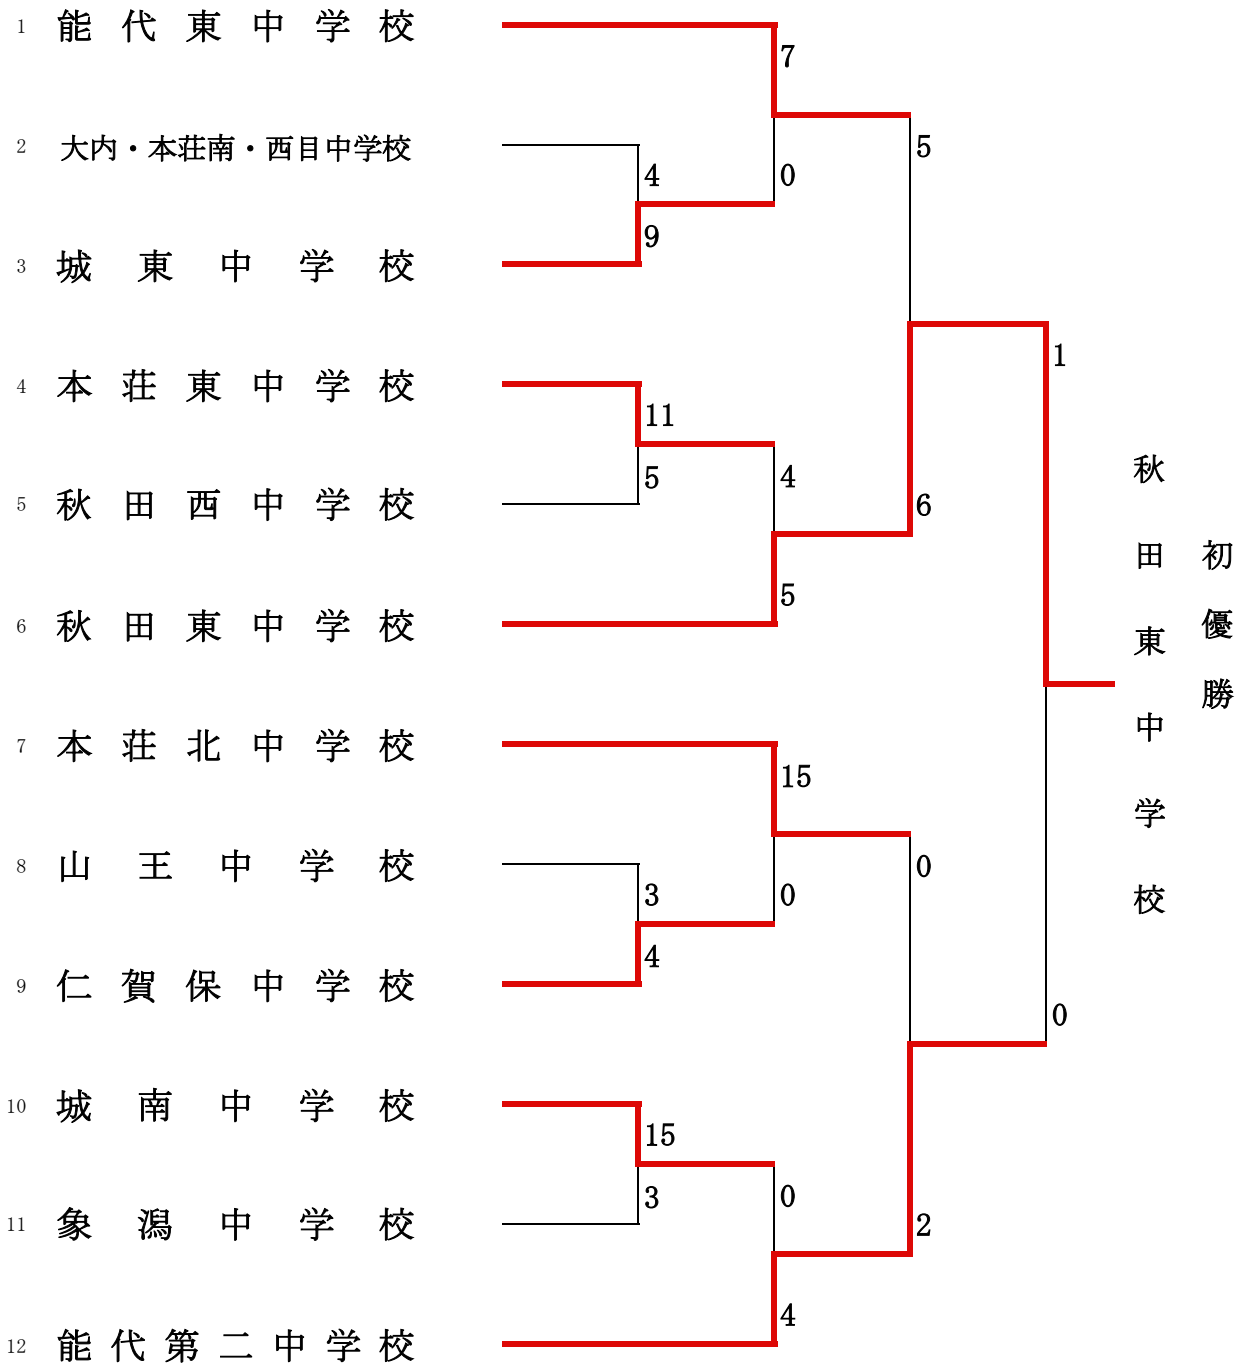 1 能代東中学校
7
2 大内・本荘南・西目中学校
5
4
0
9
3 城東中学校
1
4 本荘東中学校
11
5
4
5 秋田西中学校
6
5
6 秋田東中学校
秋田東中学校
初優勝
7 本荘北中学校
15
8 山王中学校
0
3
0
4
9 仁賀保中学校
0
10 城南中学校
15
3
0
11 象潟中学校
2
4
12 能代第二中学校